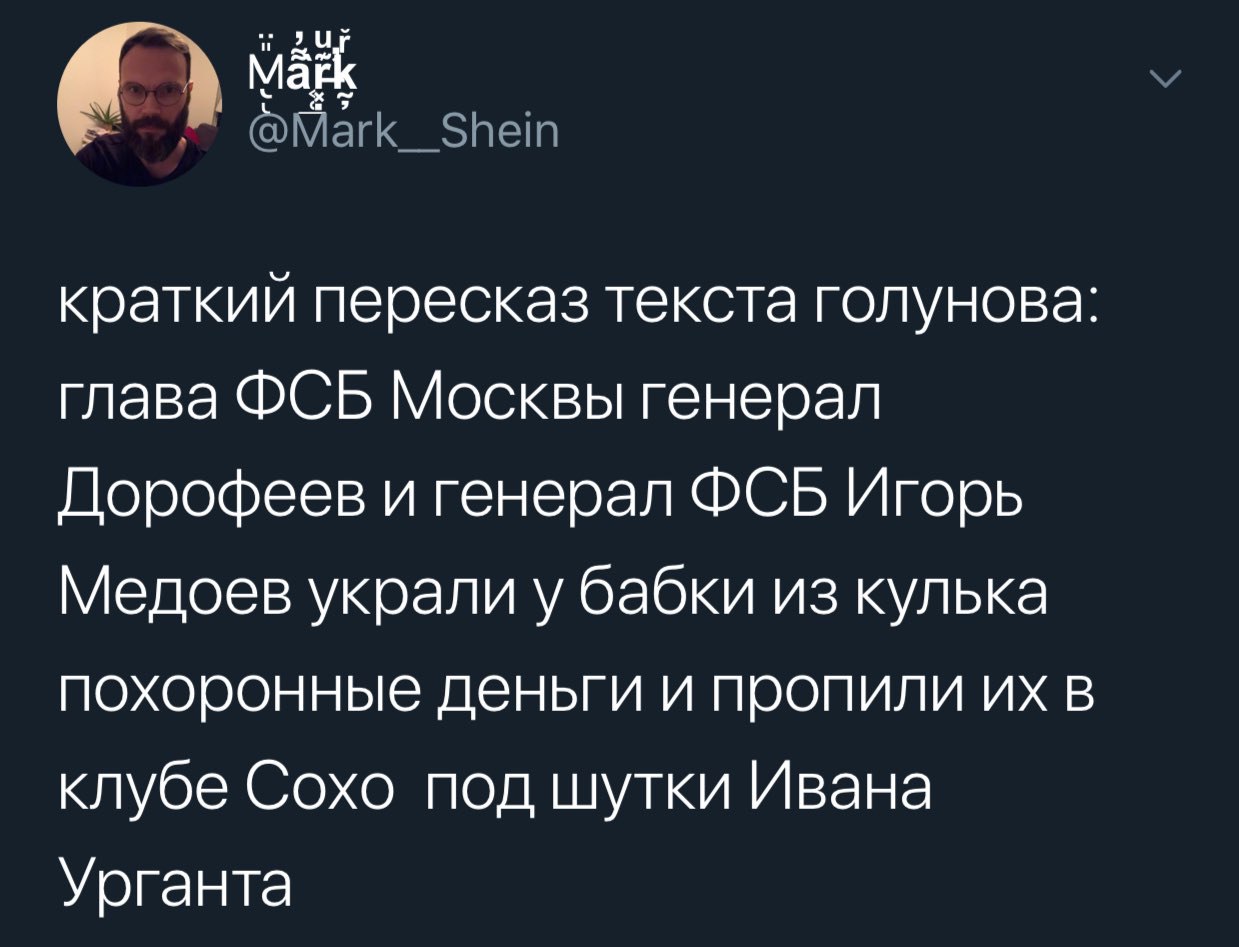 Mark
@Mark__Shein
краткий пересказ текста голунова:
глава ФСБ Москвы генерал
Дорофеев и генерал ФСБ Игорь
Медоев украли у бабки из кулька
похоронные деньги и пропили их в
клубе Сохо  под шутки Ивана
Урганта